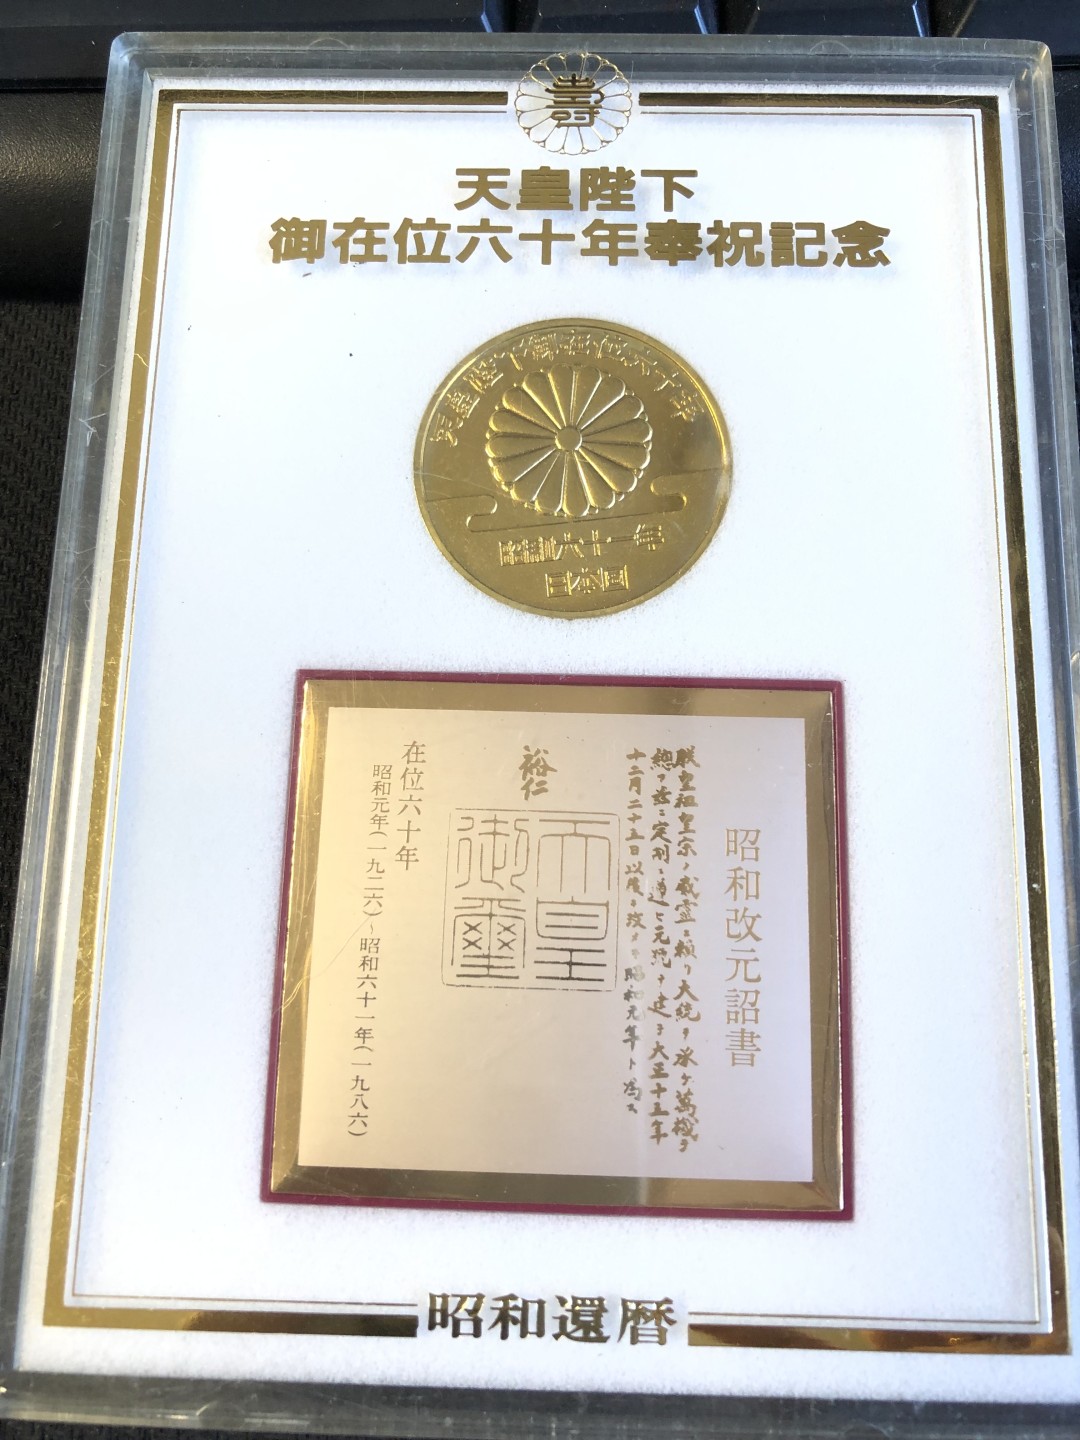 寿
天皇陛下
御在位六十年奉祝記念
天皇陛下御在位六十年
昭和六十一年
日本国
昭和改元詔書
朕皇祖皇宗ノ威霊ニ頼リ大統ヲ承ケ萬機ヲ
總フ茲ニ定制ニ遵ヒ元號ヲ建テ大正十五年
十二月二十五日以後ヲ改メテ昭和元年ト為ス
裕仁
天皇
御璽
在位六十年
昭和元年(一九二六)～昭和六十一年(一九八六)
昭和還暦